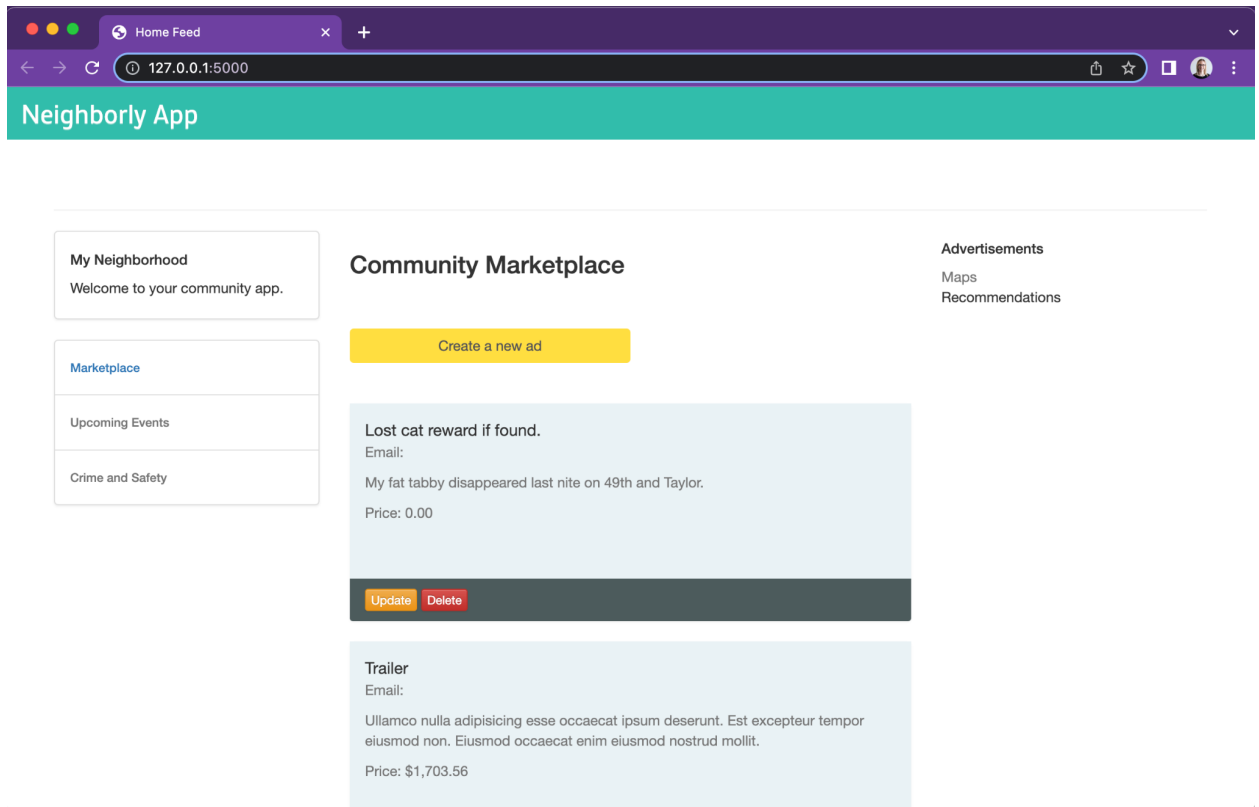 Home Feed
127.0.0.1:5000
Neighborly App
My Neighborhood
Welcome to your community app.
Marketplace
Upcoming Events
Crime and Safety
Community Marketplace
Create a new ad
Lost cat reward if found.
Email:
My fat tabby disappeared last nite on 49th and Taylor.
Price: 0.00
Update Delete
Trailer
Email:
Ullamco nulla adipisicing esse occaecat ipsum deserunt. Est excepteur tempor
eiusmod non. Eiusmod occaecat enim eiusmod nostrud mollit.
Price: $1,703.56
Advertisements
Maps
Recommendations